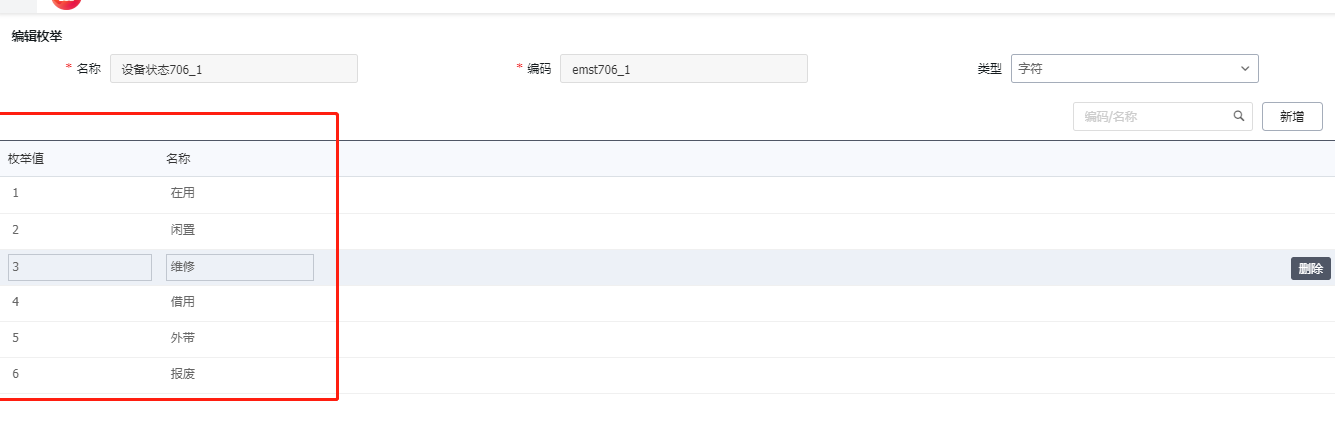 编辑枚举
* 名称 设备状态706_1 * 编码 emst706_1 类型 字符
编码/名称 新增
枚举值 名称
1 在用
2 闲置
3 维修 删除
4 借用
5 外带
6 报废